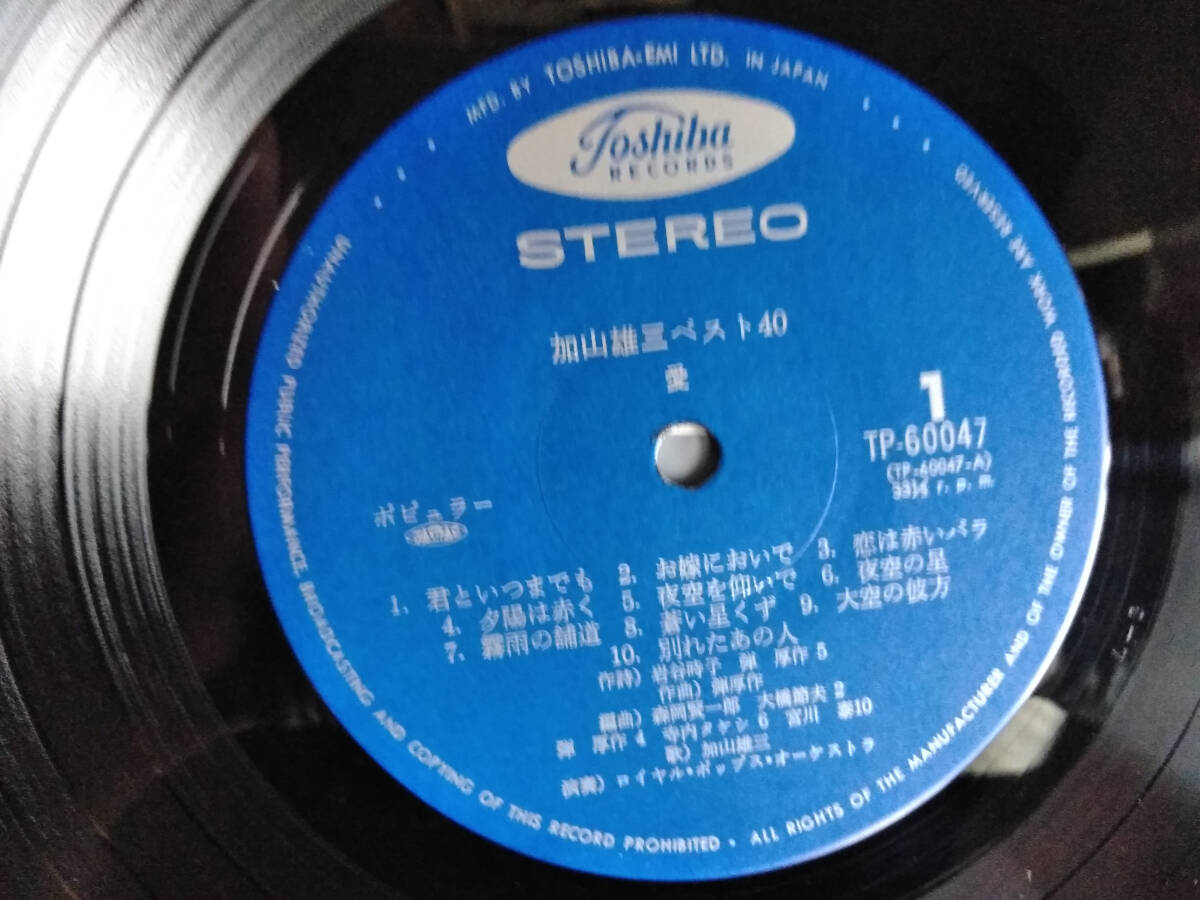 MFD. BY TOSHIBA-EMI LTD. IN JAPAN
Toshiba
RECORDS
STEREO
加山雄三ベスト40
愛
1
TP-60047
(TP-60047-A)
33⅓ r.p.m.
ポピュラー
1. 君といつまでも 2. お嫁においで 3. 恋は赤いバラ
4. 夕陽は赤く 5. 夜空を仰いで 6. 夜空の星
7. 霧雨の舗道 8. 蒼い星くず 9. 大空の彼方
10. 別れたあの人
作詩) 岩谷時子 弾 厚作 5
作曲) 弾厚作
編曲) 森岡賢一郎 大橋節夫 2
弾 厚作 4 寺内タケシ 6 宮川 泰10
歌) 加山雄三
演奏) ロイヤル・ポップス・オーケストラ
UNAUTHORIZED PUBLIC PERFORMANCE, BROADCASTING AND COPYING OF THIS RECORD PROHIBITED • ALL RIGHTS OF THE MANUFACTURER AND OF THE OWNER OF THE RECORDED WORK ARE RESERVED